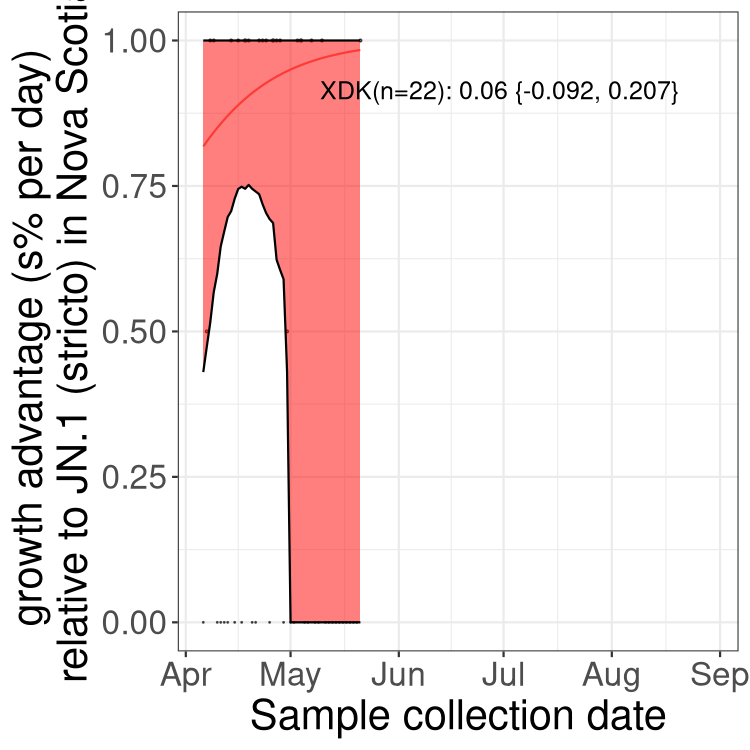 growth advantage (s% per day)
relative to JN.1 (stricto) in Nova Scotia
1.00
0.75
0.50
0.25
0.00
XDK(n=22): 0.06 {-0.092, 0.207}
Apr May Jun Jul Aug Sep
Sample collection date